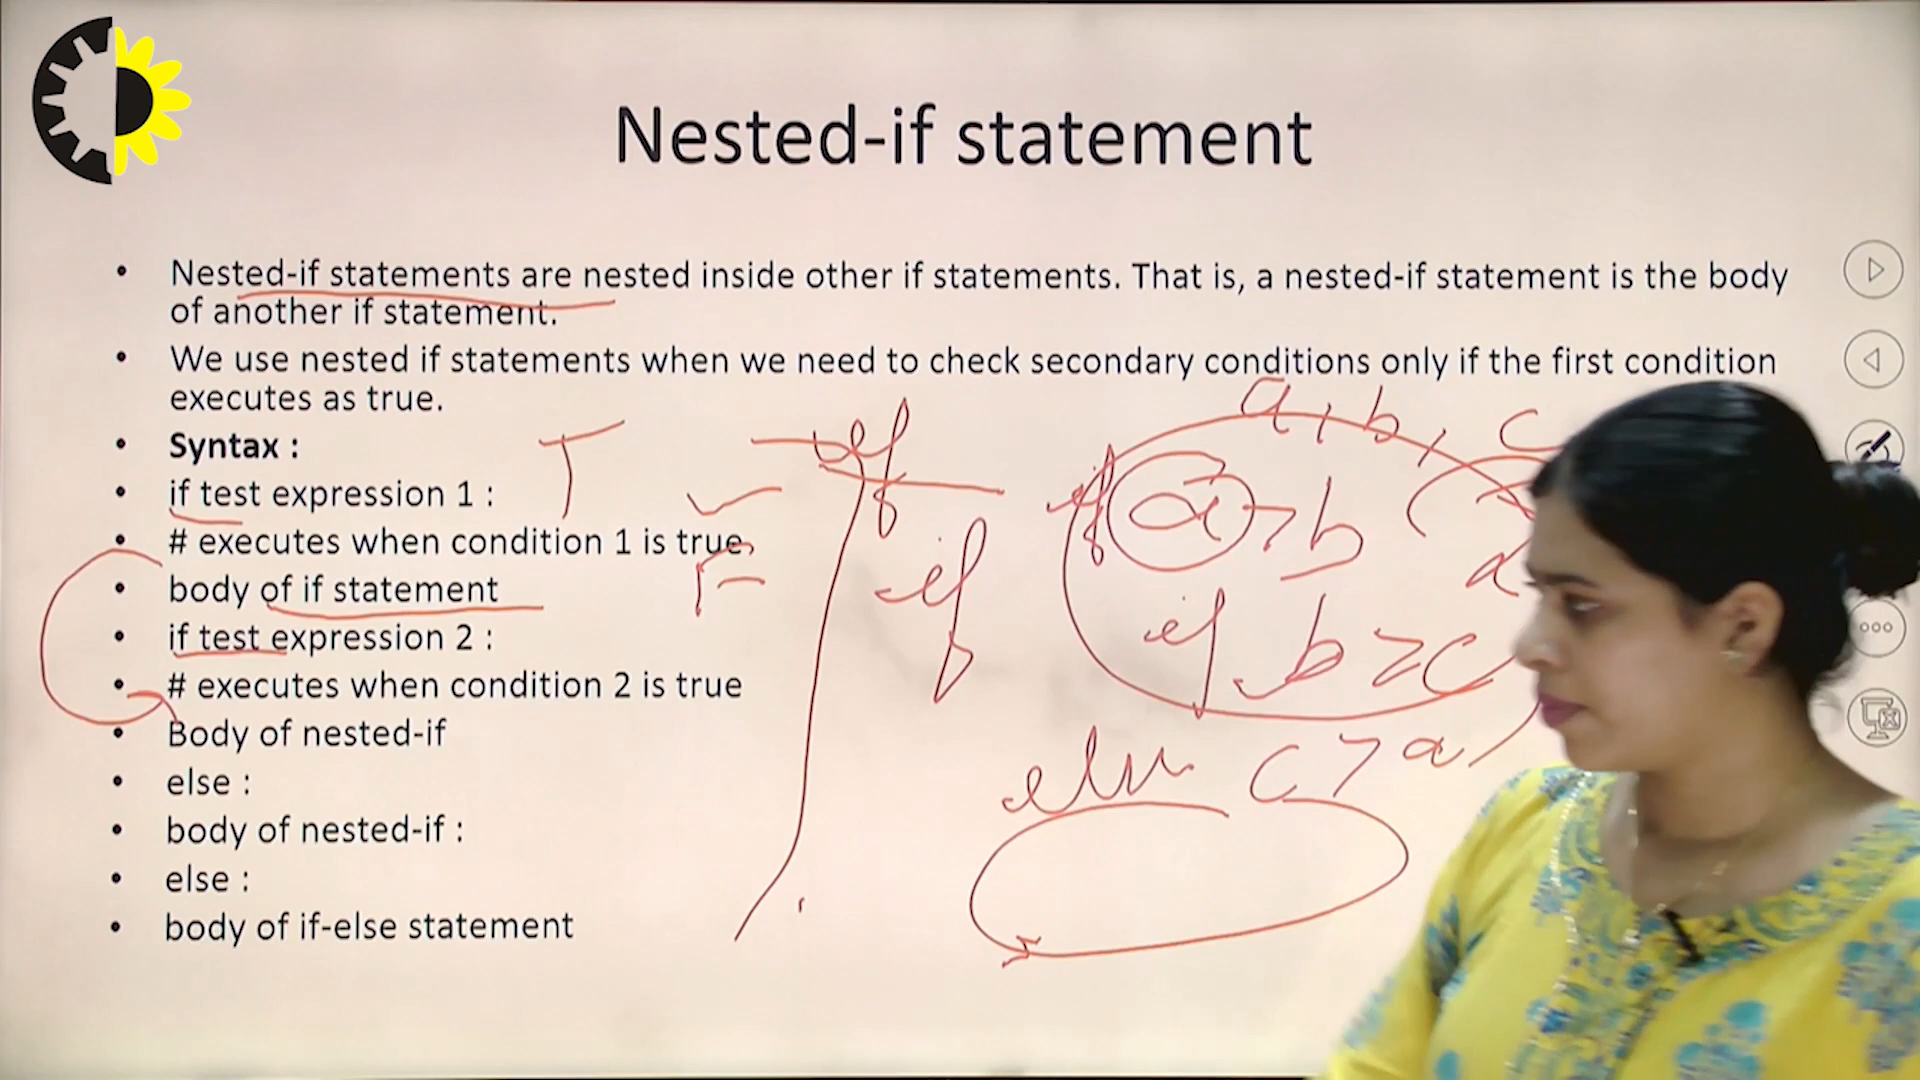 Nested-if statement
• Nested-if statements are nested inside other if statements. That is, a nested-if statement is the body
of another if statement.
• We use nested if statements when we need to check secondary conditions only if the first condition
executes as true.
• Syntax :
• if test expression 1 :
• # executes when condition 1 is true
• body of if statement
• if test expression 2 :
• # executes when condition 2 is true
• Body of nested-if
• else :
• body of nested-if :
• else :
• body of if-else statement
T
F
if
if
a, b, c
if a > b
if b > c
else c > a